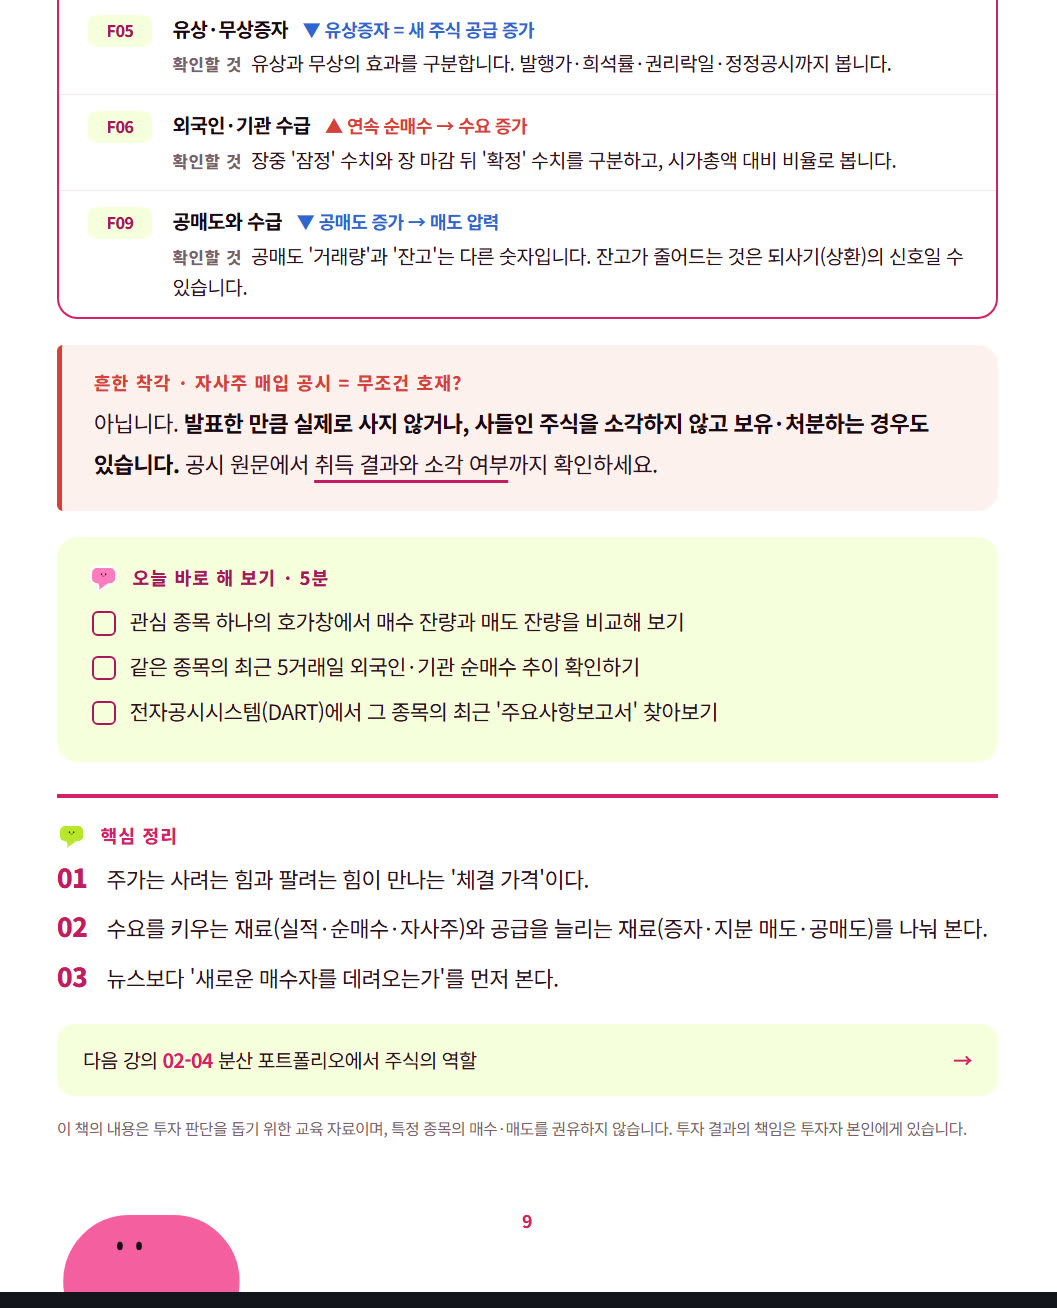 F05 유상·무상증자 ▼ 유상증자 = 새 주식 공급 증가
확인할 것 유상과 무상의 효과를 구분합니다. 발행가·희석률·권리락일·정정공시까지 봅니다.
F06 외국인·기관 수급 ▲ 연속 순매수 → 수요 증가
확인할 것 장중 '잠정' 수치와 장 마감 뒤 '확정' 수치를 구분하고, 시가총액 대비 비율로 봅니다.
F09 공매도와 수급 ▼ 공매도 증가 → 매도 압력
확인할 것 공매도 '거래량'과 '잔고'는 다른 숫자입니다. 잔고가 줄어드는 것은 되사기(상환)의 신호일 수
있습니다.
흔한 착각 · 자사주 매입 공시 = 무조건 호재?
아닙니다. 발표한 만큼 실제로 사지 않거나, 사들인 주식을 소각하지 않고 보유·처분하는 경우도
있습니다. 공시 원문에서 취득 결과와 소각 여부까지 확인하세요.
오늘 바로 해 보기 · 5분
관심 종목 하나의 호가창에서 매수 잔량과 매도 잔량을 비교해 보기
같은 종목의 최근 5거래일 외국인·기관 순매수 추이 확인하기
전자공시시스템(DART)에서 그 종목의 최근 '주요사항보고서' 찾아보기
핵심 정리
01 주가는 사려는 힘과 팔려는 힘이 만나는 '체결 가격'이다.
02 수요를 키우는 재료(실적·순매수·자사주)와 공급을 늘리는 재료(증자·지분 매도·공매도)를 나눠 본다.
03 뉴스보다 '새로운 매수자를 데려오는가'를 먼저 본다.
다음 강의 02-04 분산 포트폴리오에서 주식의 역할 →
이 책의 내용은 투자 판단을 돕기 위한 교육 자료이며, 특정 종목의 매수·매도를 권유하지 않습니다. 투자 결과의 책임은 투자자 본인에게 있습니다.
9